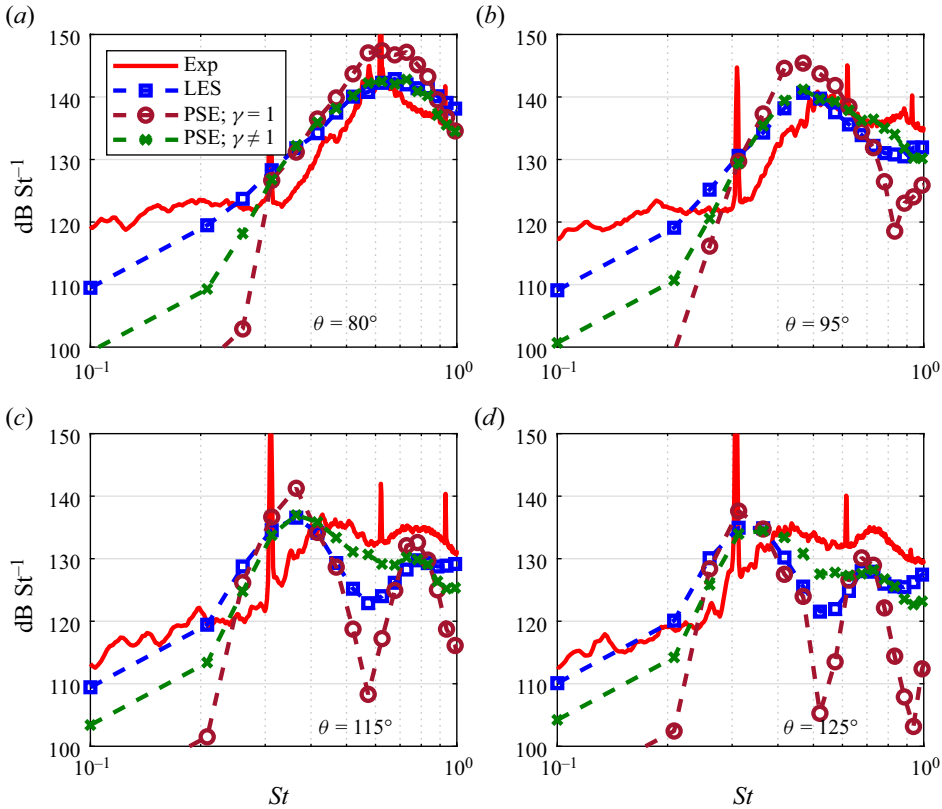 (a)
(b)
150
140
130
120
110
100
dB St⁻¹
Exp
LES
PSE; γ = 1
PSE; γ ≠ 1
θ = 80°
10⁻¹
10⁰
150
140
130
120
110
100
θ = 95°
10⁻¹
10⁰
(c)
(d)
150
140
130
120
110
100
dB St⁻¹
θ = 115°
10⁻¹
10⁰
St
150
140
130
120
110
100
θ = 125°
10⁻¹
10⁰
St